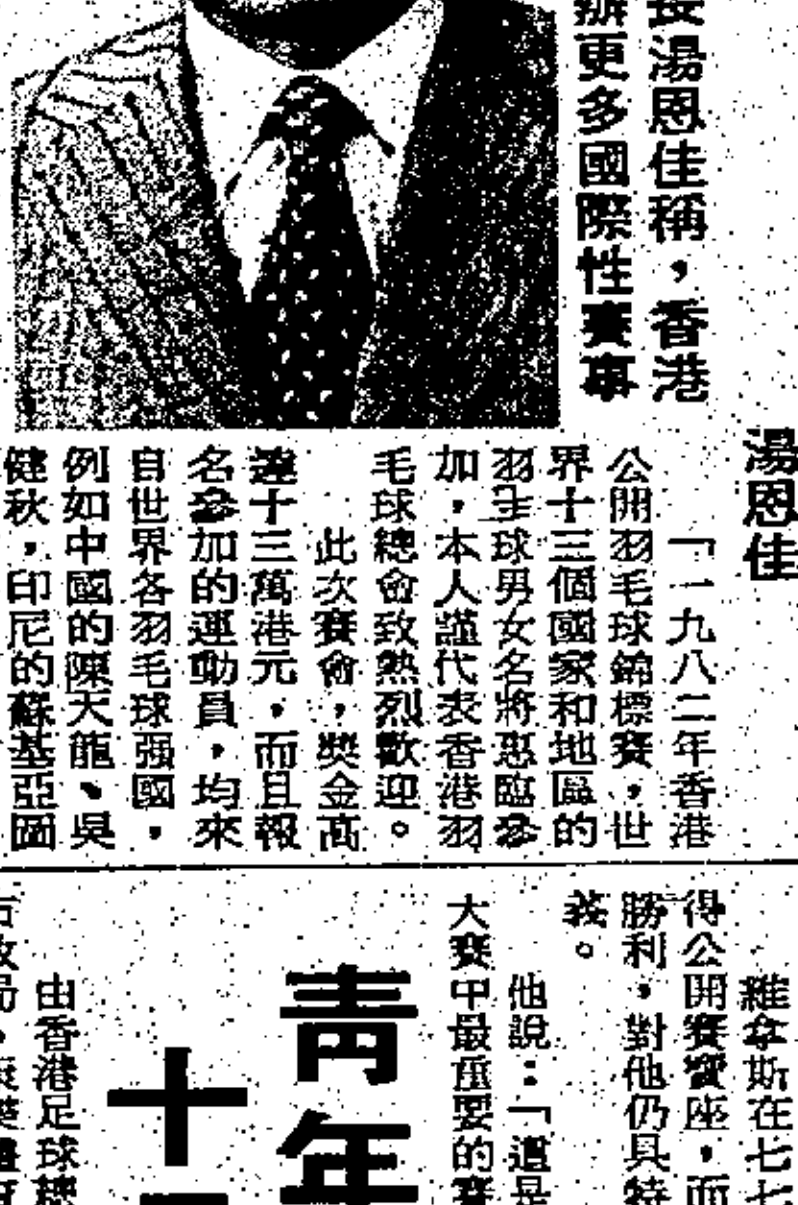 長湯恩佳稱，香港
辦更多國際性賽事
湯恩佳
「一九八二年香港
公開羽毛球錦標賽，世
界十三個國家和地區的
羽毛球男女名將惠臨參
加，本人謹代表香港羽
毛球總會致熱烈歡迎。
此次賽會，獎金高
達十三萬港元，而且報
名參加的運動員，均來
自世界各羽毛球強國，
例如中國的陳天龍、吳
健秋，印尼的蘇基亞圖
維拿斯在七七
得公開賽寶座，而
勝利，對他仍具特
義。
他說：「這是
大賽中最重要的賽
青年
十
由香港足球總